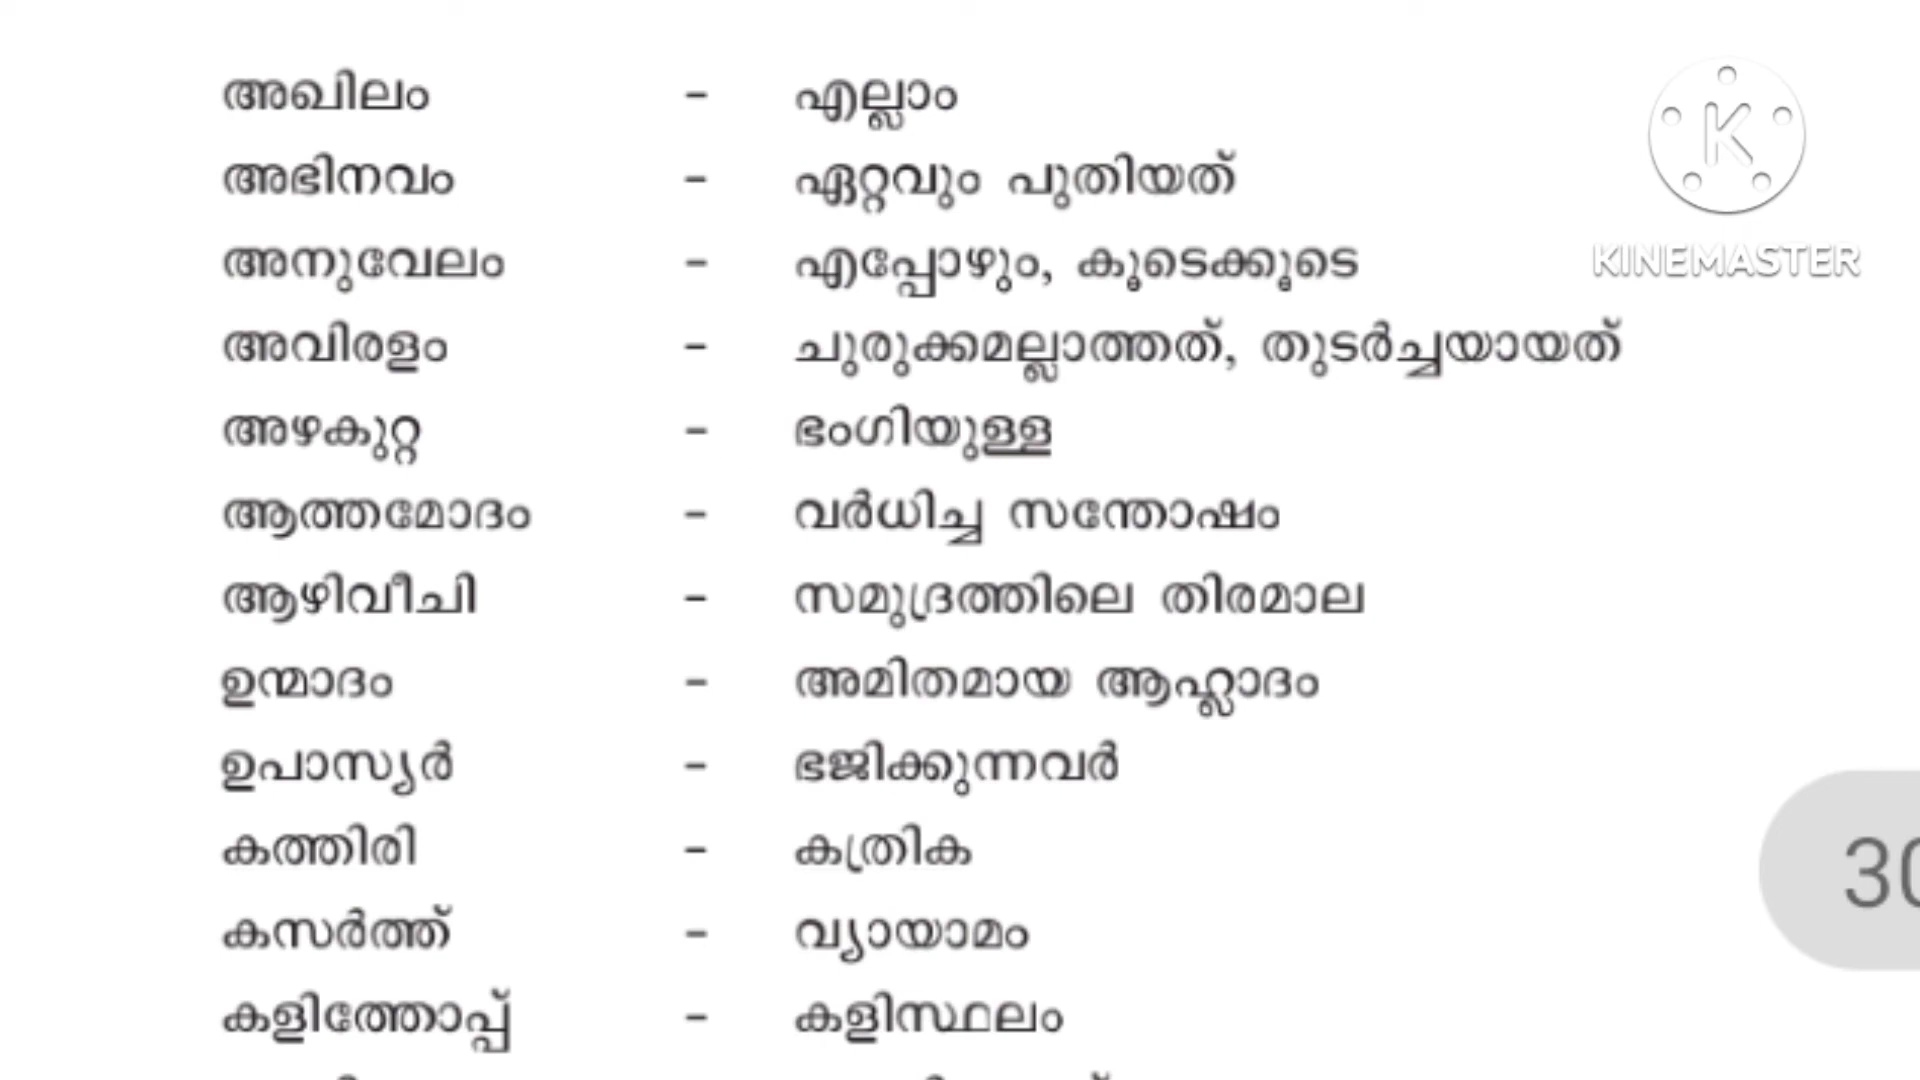 അഖിലം - എല്ലാം
അഭിനവം - ഏറ്റവും പുതിയത്
അനുവേലം - എപ്പോഴും, കൂടെക്കൂടെ
അവിരളം - ചുരുക്കമല്ലാത്തത്, തുടർച്ചയായത്
അഴകുറ്റ - ഭംഗിയുള്ള
ആത്തമോദം - വർധിച്ച സന്തോഷം
ആഴിവീചി - സമുദ്രത്തിലെ തിരമാല
ഉന്മാദം - അമിതമായ ആഹ്ലാദം
ഉപാസ്യർ - ഭജിക്കുന്നവർ
കത്തിരി - കത്രിക
കസർത്ത് - വ്യായാമം
കളിത്തോപ്പ് - കളിസ്ഥലം
K
KINEMASTER
30